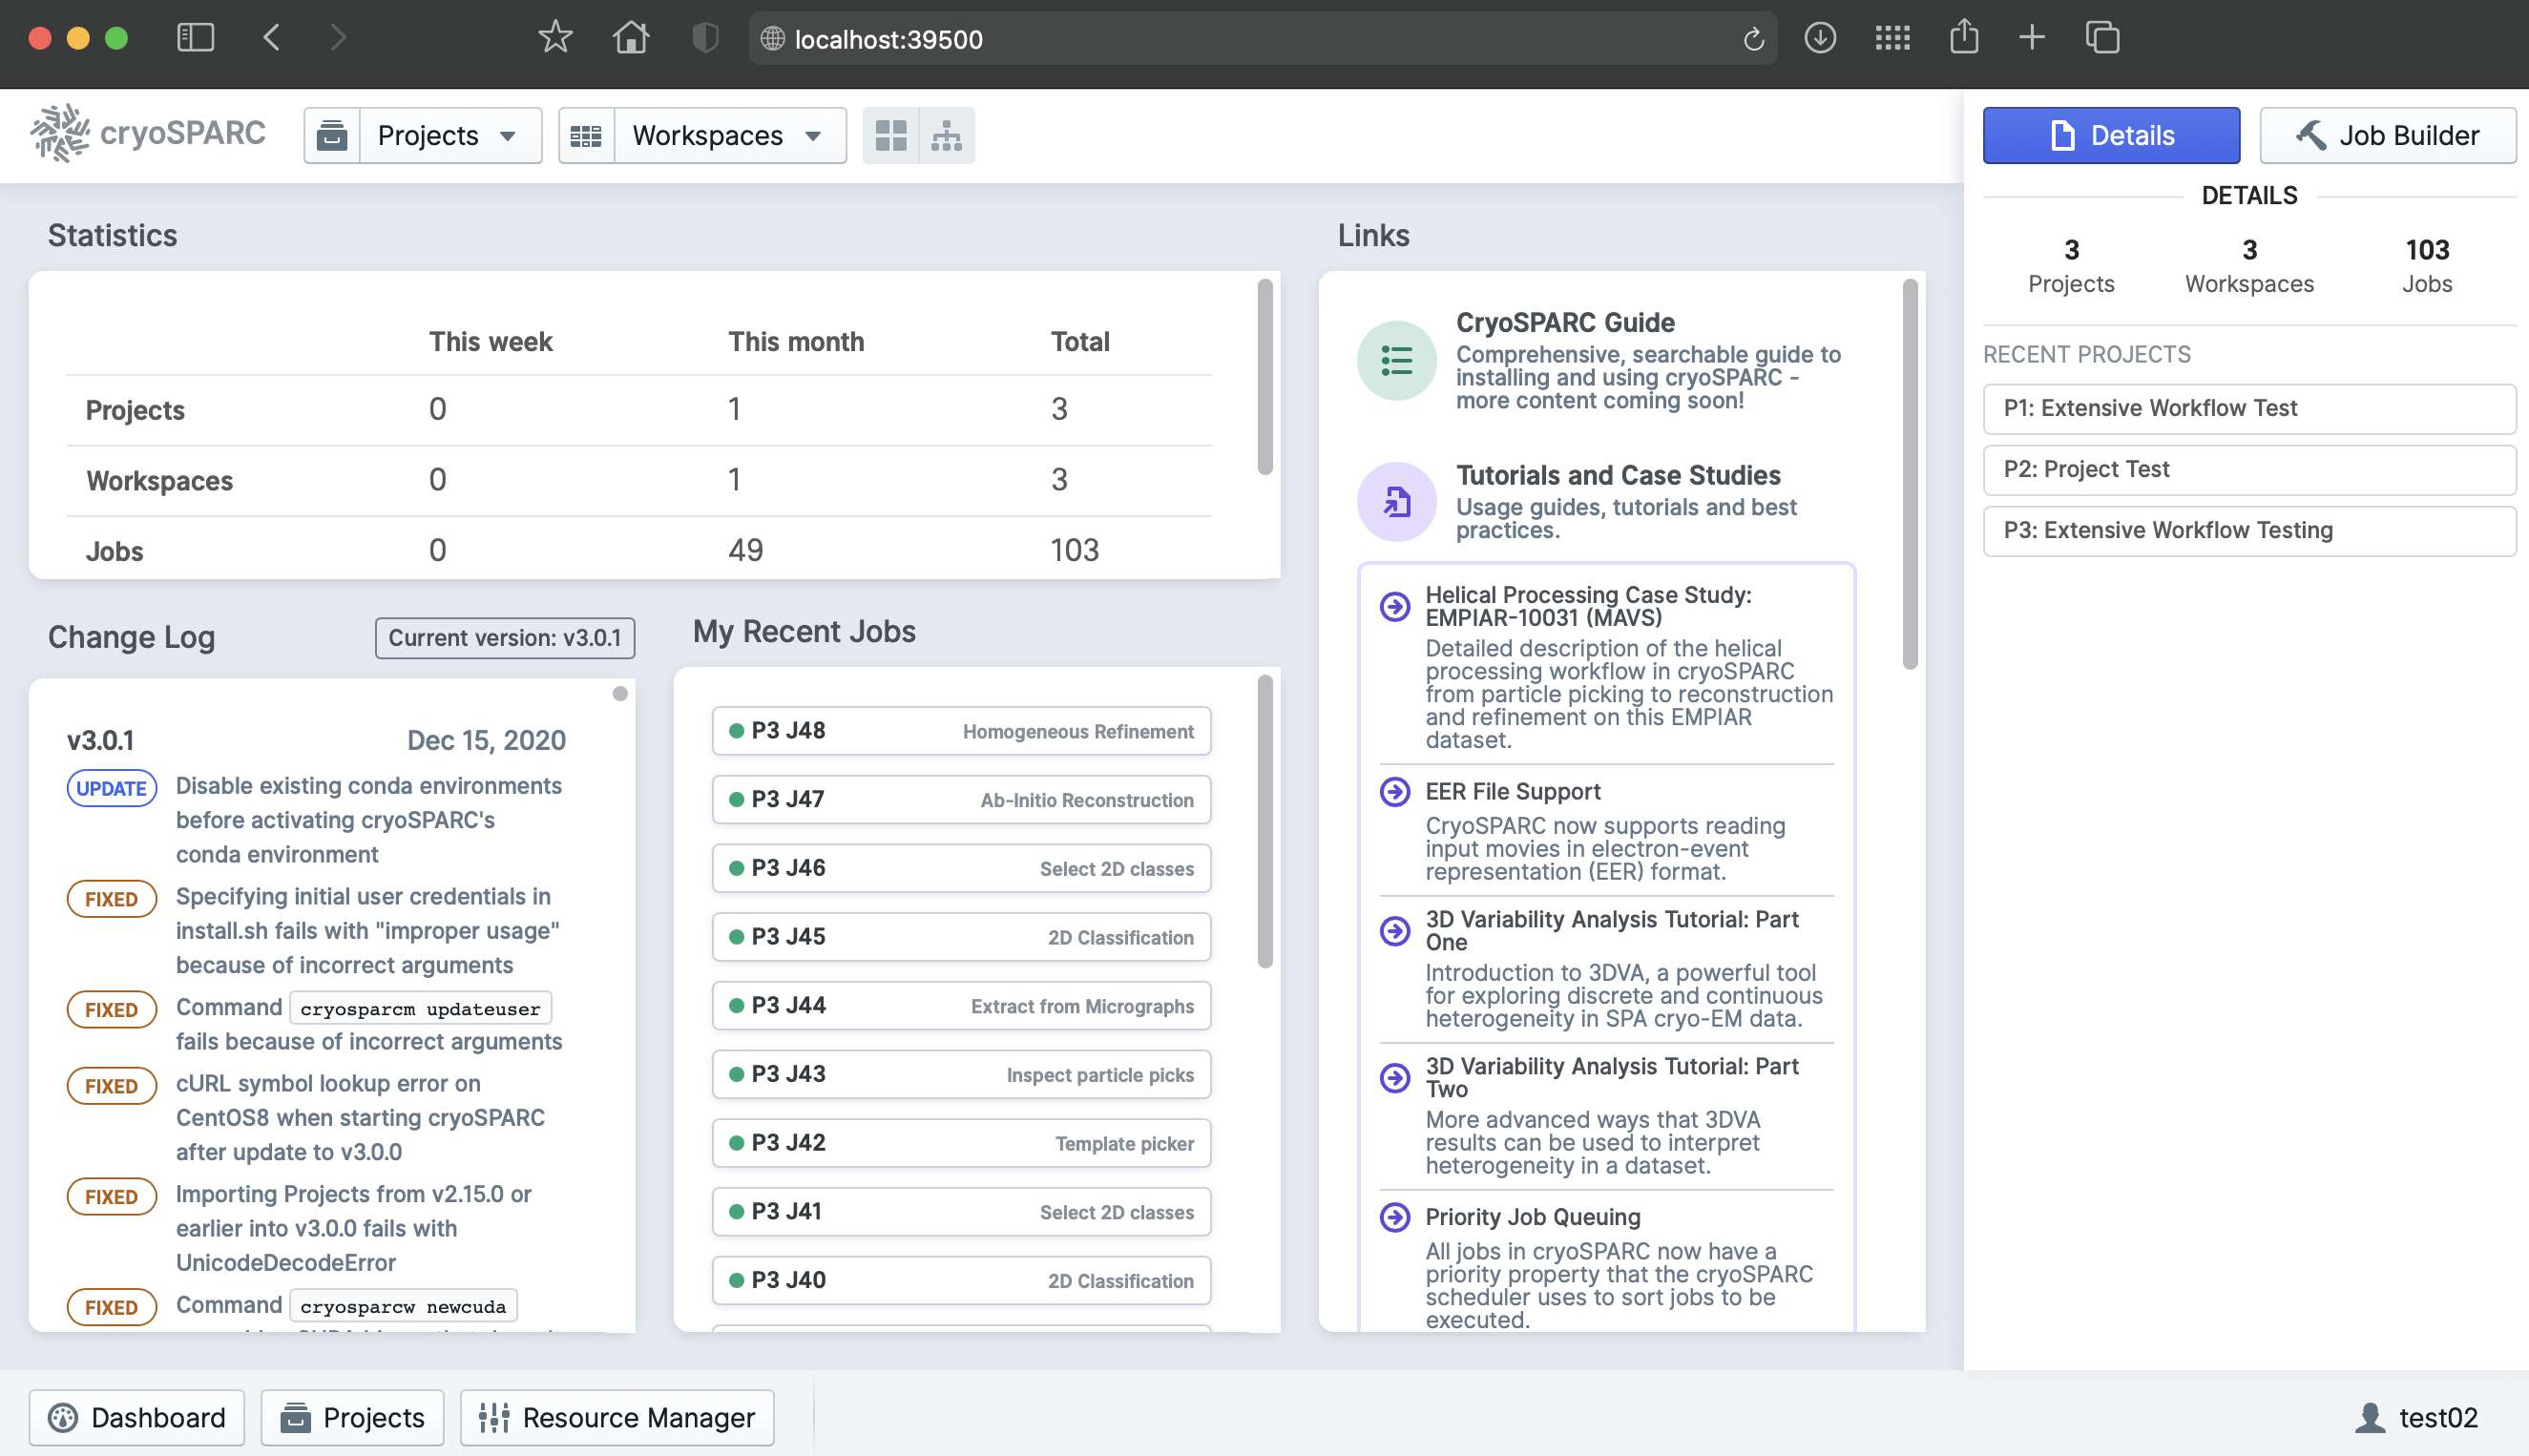 localhost:39500
cryoSPARC
Projects
Workspaces
Details
Job Builder
Statistics
This week This month Total
Projects 0 1 3
Workspaces 0 1 3
Jobs 0 49 103
Change Log
Current version: v3.0.1
v3.0.1 Dec 15, 2020
UPDATE Disable existing conda environments
before activating cryoSPARC's
conda environment
FIXED Specifying initial user credentials in
install.sh fails with "improper usage"
because of incorrect arguments
FIXED Command cryosparcm updateuser
fails because of incorrect arguments
FIXED cURL symbol lookup error on
CentOS8 when starting cryoSPARC
after update to v3.0.0
FIXED Importing Projects from v2.15.0 or
earlier into v3.0.0 fails with
UnicodeDecodeError
FIXED Command cryosparcw newcuda
My Recent Jobs
P3 J48 Homogeneous Refinement
P3 J47 Ab-Initio Reconstruction
P3 J46 Select 2D classes
P3 J45 2D Classification
P3 J44 Extract from Micrographs
P3 J43 Inspect particle picks
P3 J42 Template picker
P3 J41 Select 2D classes
P3 J40 2D Classification
Links
CryoSPARC Guide
Comprehensive, searchable guide to
installing and using cryoSPARC -
more content coming soon!
Tutorials and Case Studies
Usage guides, tutorials and best
practices.
Helical Processing Case Study:
EMPIAR-10031 (MAVS)
Detailed description of the helical
processing workflow in cryoSPARC
from particle picking to reconstruction
and refinement on this EMPIAR
dataset.
EER File Support
CryoSPARC now supports reading
input movies in electron-event
representation (EER) format.
3D Variability Analysis Tutorial: Part
One
Introduction to 3DVA, a powerful tool
for exploring discrete and continuous
heterogeneity in SPA cryo-EM data.
3D Variability Analysis Tutorial: Part
Two
More advanced ways that 3DVA
results can be used to interpret
heterogeneity in a dataset.
Priority Job Queuing
All jobs in cryoSPARC now have a
priority property that the cryoSPARC
scheduler uses to sort jobs to be
executed.
DETAILS
3 3 103
Projects Workspaces Jobs
RECENT PROJECTS
P1: Extensive Workflow Test
P2: Project Test
P3: Extensive Workflow Testing
Dashboard
Projects
Resource Manager
test02